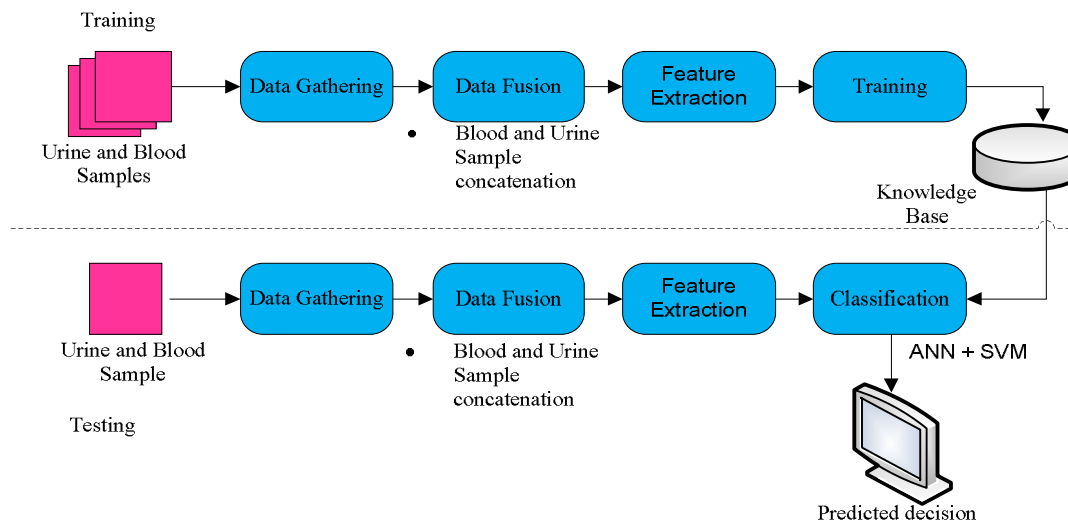 Training
Urine and Blood
Samples
Data Gathering
Data Fusion
• Blood and Urine
Sample
concatenation
Feature
Extraction
Training
Knowledge
Base
Urine and Blood
Sample
Testing
Data Gathering
Data Fusion
• Blood and Urine
Sample
concatenation
Feature
Extraction
Classification
ANN + SVM
Predicted decision